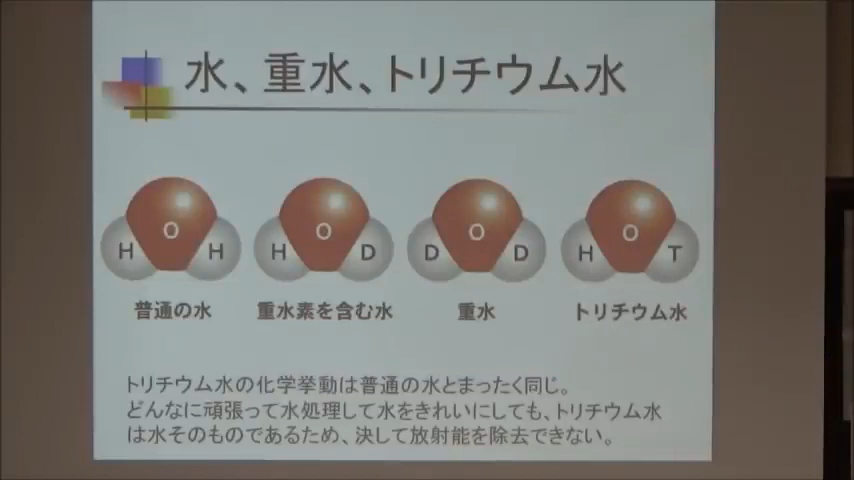 水、重水、トリチウム水
H O H
H O D
D O D
H O T
普通の水
重水素を含む水
重水
トリチウム水
トリチウム水の化学挙動は普通の水とまったく同じ。
どんなに頑張って水処理して水をきれいにしても、トリチウム水
は水そのものであるため、決して放射能を除去できない。